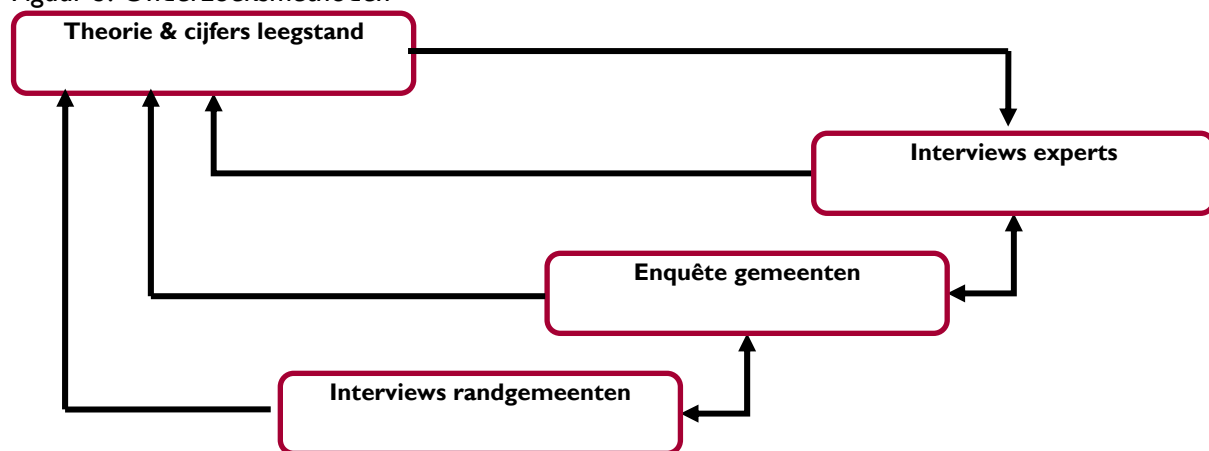 Theorie & cijfers leegstand
Interviews experts
Enquête gemeenten
Interviews randgemeenten